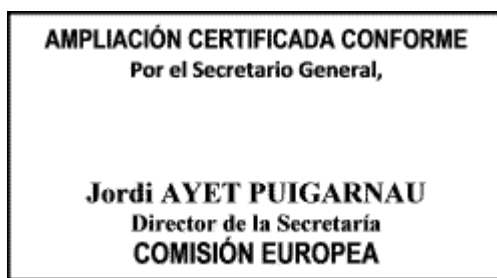 AMPLIACIÓN CERTIFICADA CONFORME
Por el Secretario General,
Jordi AYET PUIGARNAU
Director de la Secretaría
COMISIÓN EUROPEA